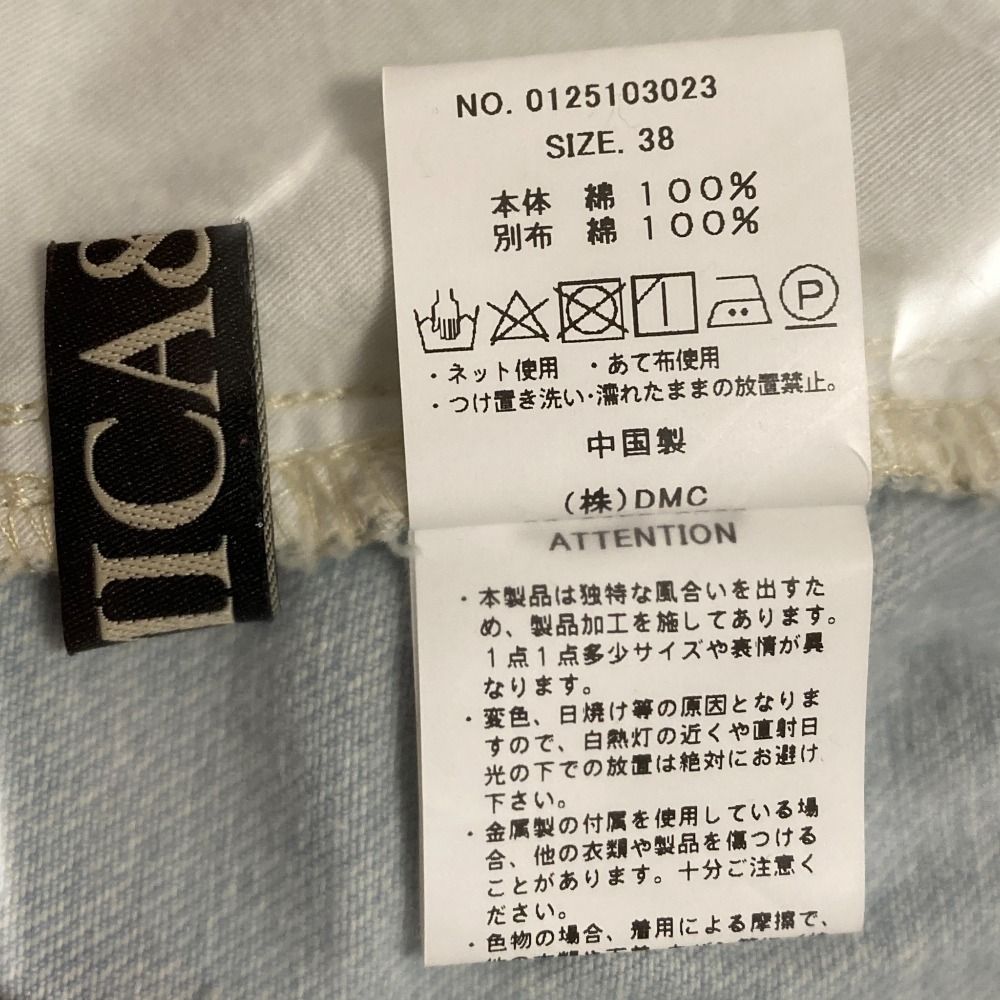 IICA&
NO. 0125103023
SIZE. 38
本体 綿 100%
別布 綿 100%
P
・ネット使用 ・あて布使用
・つけ置き洗い・濡れたままの放置禁止。
中国製
(株)DMC
ATTENTION
・本製品は独特な風合いを出すた
め、製品加工を施してあります。
1点1点多少サイズや表情が異
なります。
・変色、日焼け等の原因となりま
すので、白熱灯の近くや直射日
光の下での放置は絶対にお避け
下さい。
・金属製の付属を使用している場
合、他の衣類や製品を傷つける
ことがあります。十分ご注意く
ださい。
・色物の場合、着用による摩擦で、